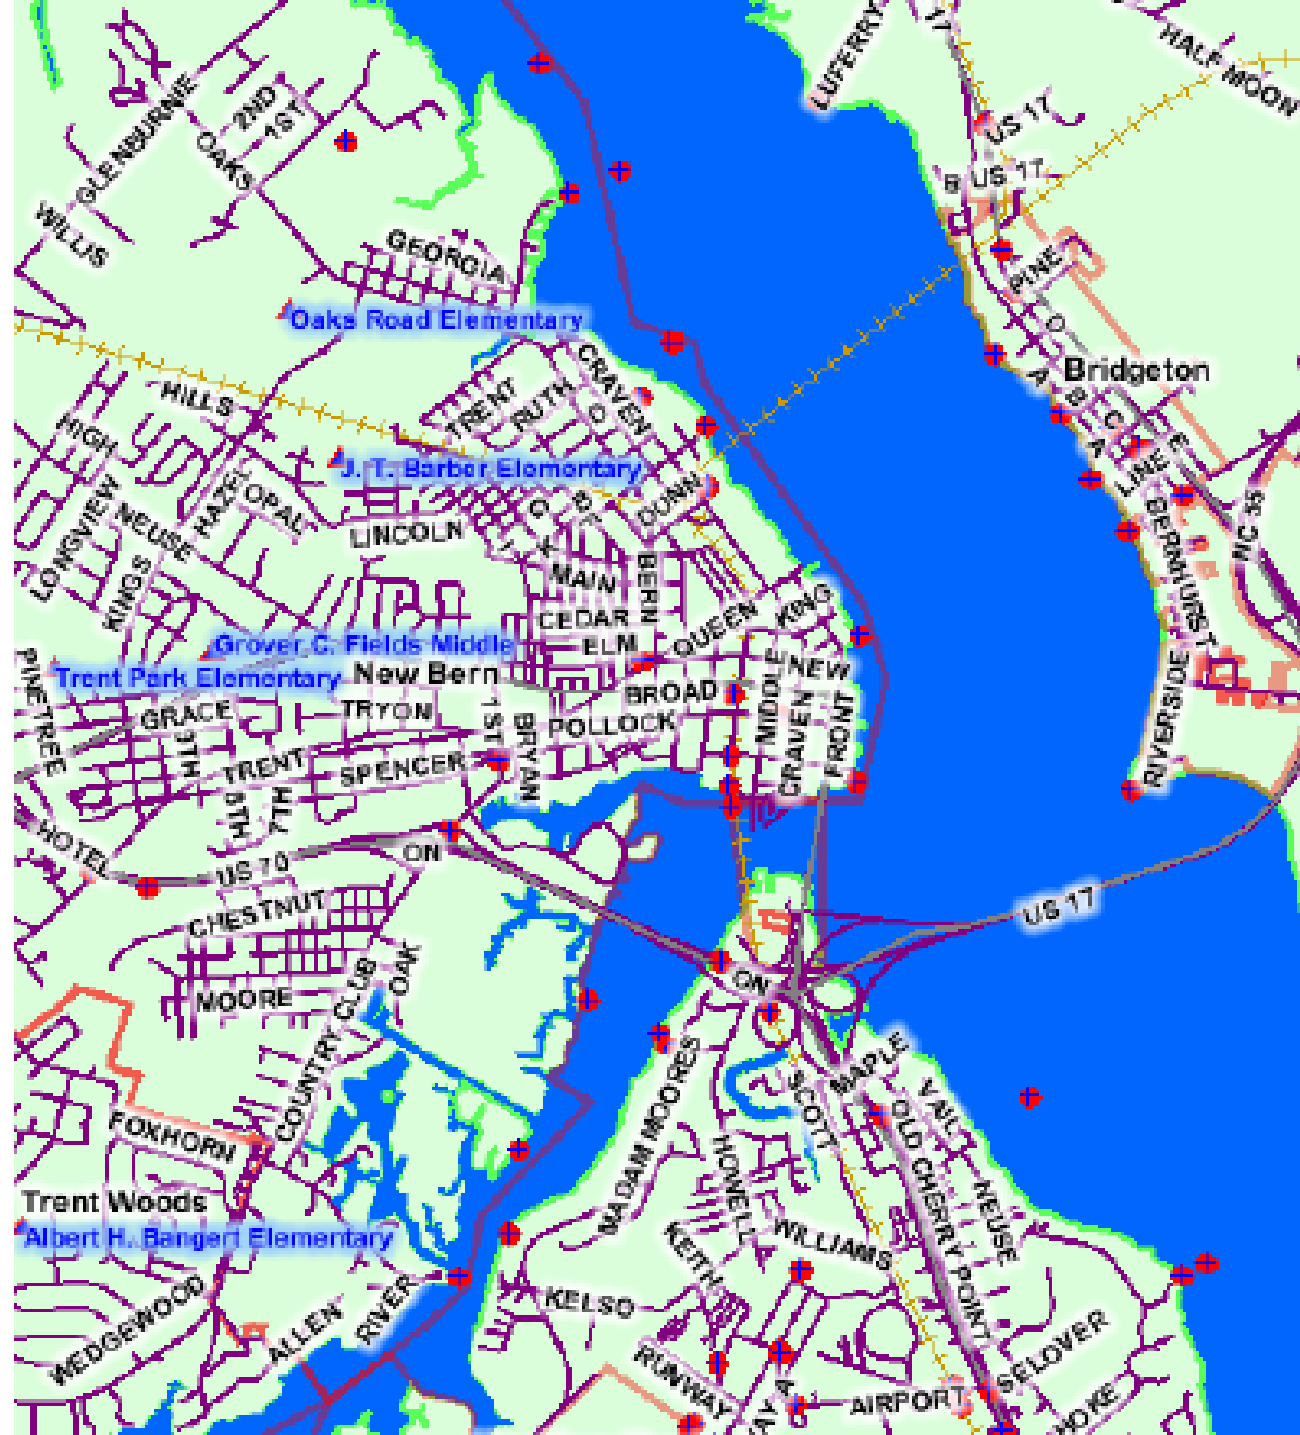 LUFERRY
17
HALF MOON
GLENBURNIE
2ND
1ST
OAKS
US 17
B US 17
WILLIS
GEORGIA
PINE
Oaks Road Elementary
CRAVEN
Bridgeton
HILLS
TRENT
RUTH
A
B
C
D
E
HIGH
J. T. Barber Elementary
A
LINE
LONGVIEW
NEUSE
HAZEL
OPAL
DUNN
NC 55
LINCOLN
KINGS
K
MAIN
BERN
BERNHURST
CEDAR
KING
ELM
QUEEN
Grover C. Fields Middle
Trent Park Elementary
New Bern
PINETREE
MIDDLE
NEW
BROAD
GRACE
TRYON
1ST
BRYAN
POLLOCK
CRAVEN
FRONT
RIVERSIDE
13TH
TRENT
SPENCER
5TH
7TH
HOTEL
US 70
ON
CHESTNUT
US 17
OAK
MOORE
COUNTRY CLUB
ON
MADAM MOORES
MAPLE
SCOTT
VAIL
OLD CHERRY POINT
FOXHORN
HOWELL
Trent Woods
NEUSE
Albert H. Bangert Elementary
KEITH
WILLIAMS
WEDGEWOOD
ALLEN
RIVER
KELSO
SELOVER
RUNWAY
AY A
AIRPORT
HOKE